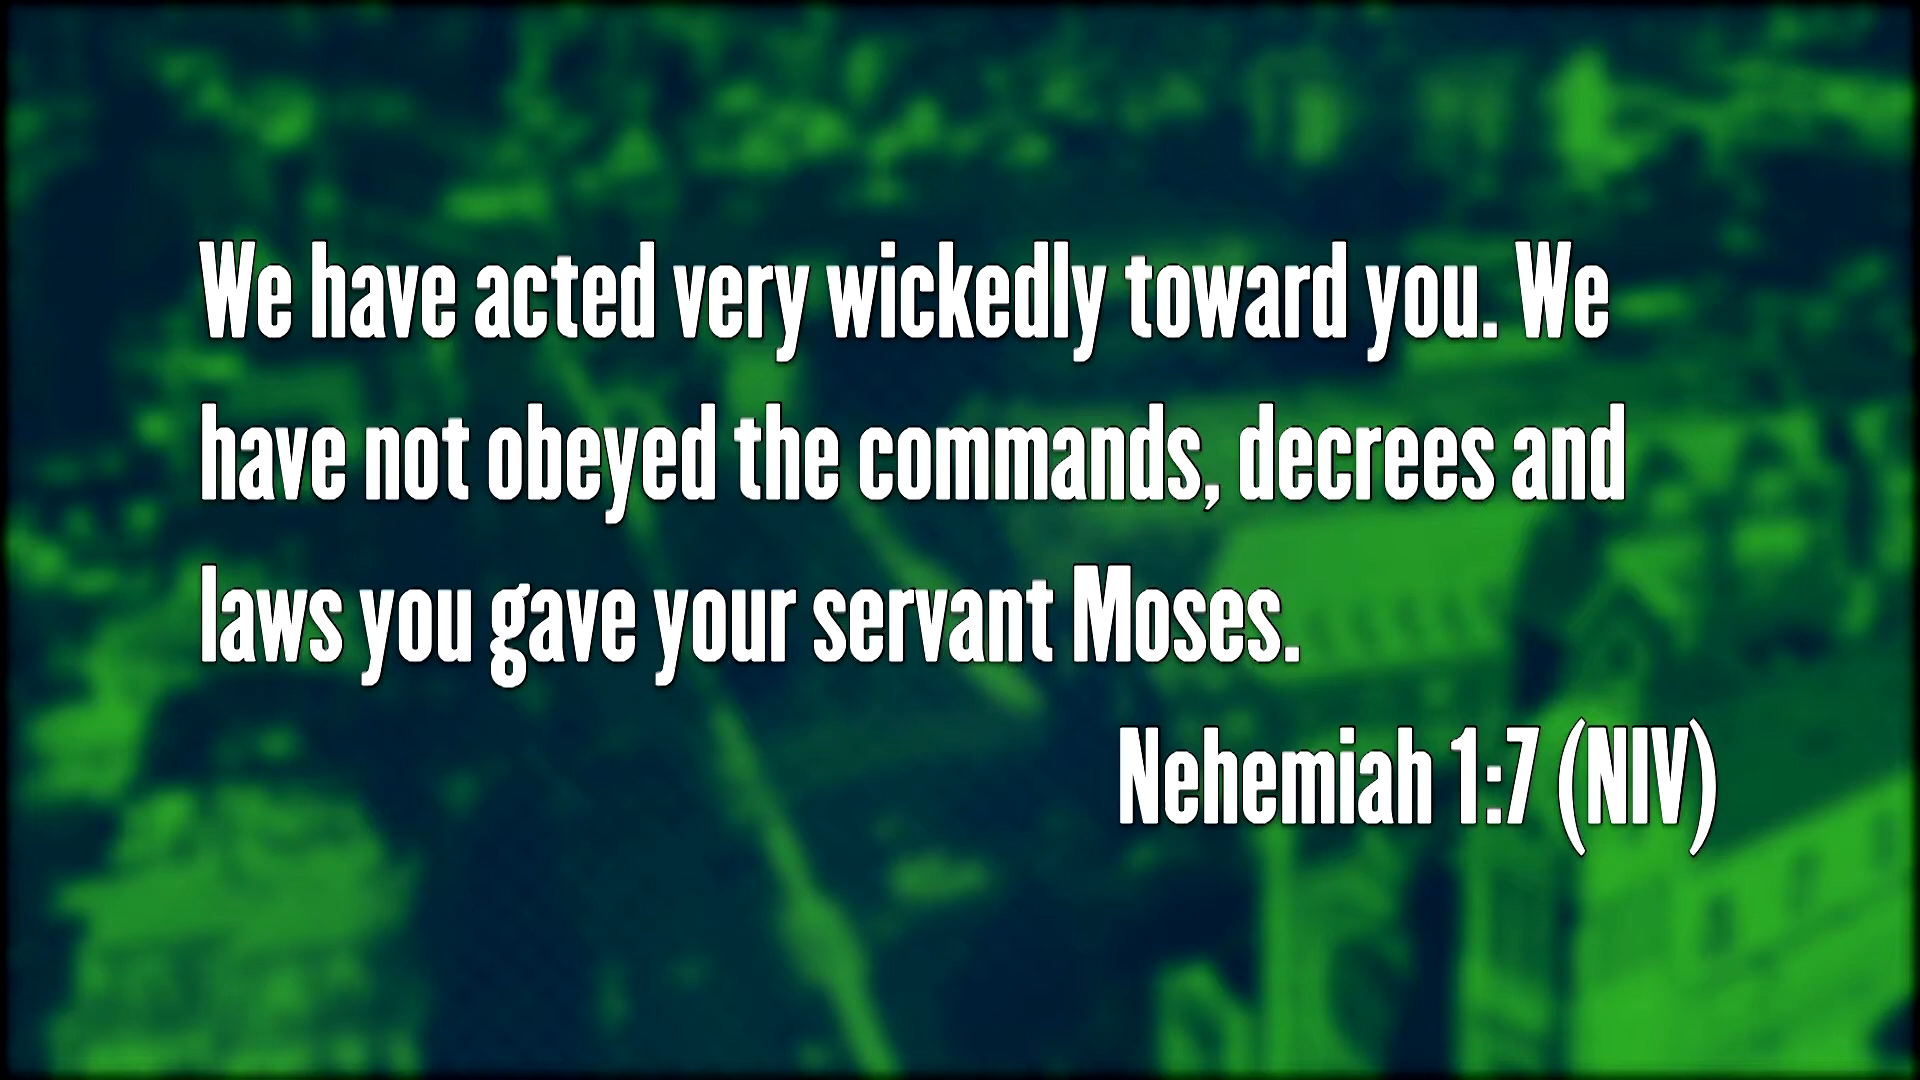 We have acted very wickedly toward you. We
have not obeyed the commands, decrees and
laws you gave your servant Moses.
Nehemiah 1:7 (NIV)